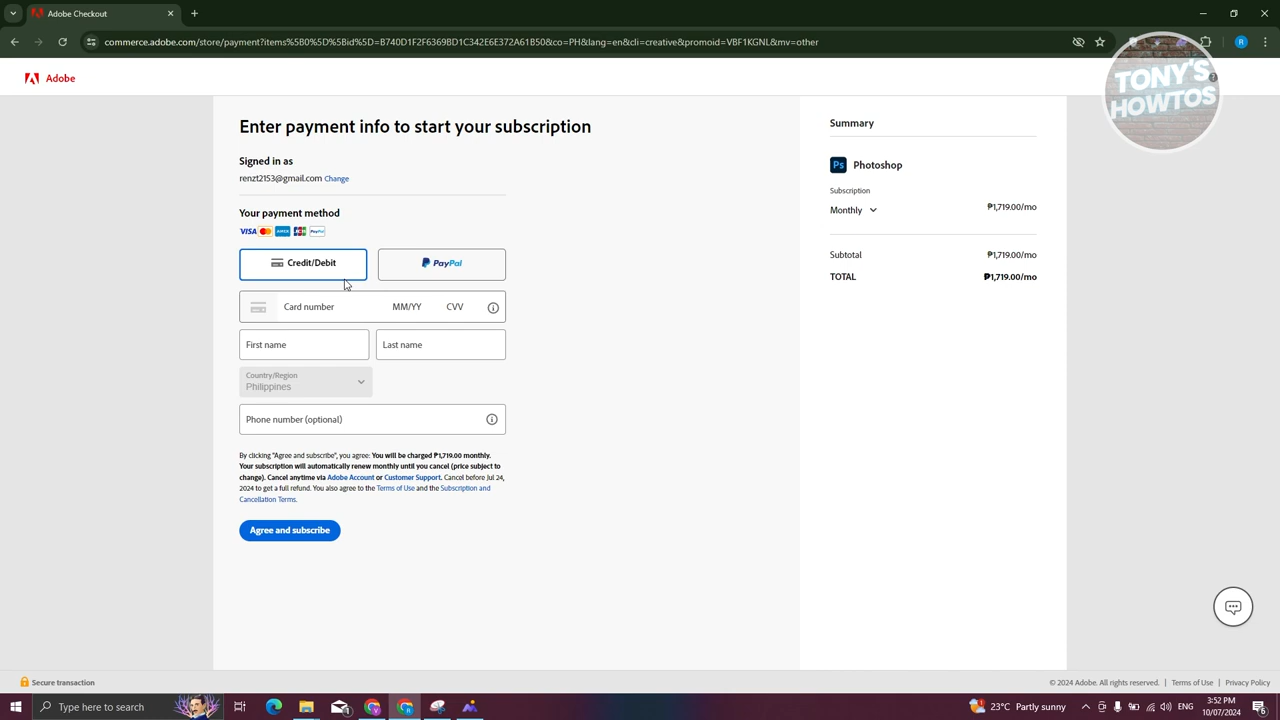 Adobe Checkout
commerce.adobe.com/store/payment?items%5B0%5D%5Bid%5D=B740D1F2F6369BD1C342E6E372A61B50&co=PH&lang=en&cli=creative&promoid=VBF1KGNL&mv=other
R
Adobe
TONY'S
HOWTOS
Enter payment info to start your subscription
Signed in as
renzt2153@gmail.com Change
Your payment method
VISA AMEX JCB PayPal
Credit/Debit
PayPal
Card number MM/YY CVV
First name
Last name
Country/Region
Philippines
Phone number (optional)
By clicking "Agree and subscribe", you agree: You will be charged ₱1,719.00 monthly.
Your subscription will automatically renew monthly until you cancel (price subject to
change). Cancel anytime via Adobe Account or Customer Support. Cancel before Jul 24,
2024 to get a full refund. You also agree to the Terms of Use and the Subscription and
Cancellation Terms.
Agree and subscribe
Summary
Ps Photoshop
Subscription
Monthly ₱1,719.00/mo
Subtotal ₱1,719.00/mo
TOTAL ₱1,719.00/mo
Secure transaction
© 2024 Adobe. All rights reserved. | Terms of Use | Privacy Policy
Type here to search
23°C Partly sunny
3:52 PM
10/07/2024